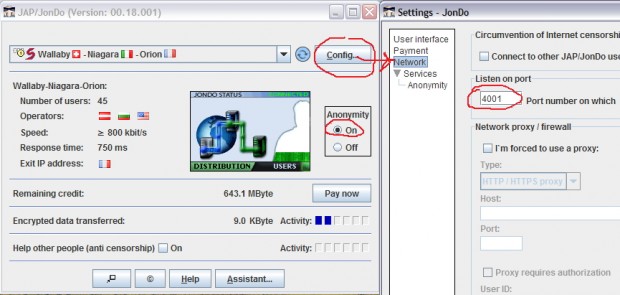 JAP/JonDo (Version: 00.18.001)
Wallaby - Niagara - Orion
Config...
Wallaby-Niagara-Orion:
Number of users: 45
Operators:
Speed: ≥ 800 kbit/s
Response time: 750 ms
Exit IP address:
JONDO STATUS
DISTRIBUTION USERS
Anonymity
On
Off
Remaining credit: 643.1 MByte
Pay now
Encrypted data transferred: 9.0 KByte Activity:
Help other people (anti censorship) On Activity:
© Help Assistant...
Settings - JonDo
User interface
Payment
Network
Services
Anonymity
Circumvention of Internet censorship
Connect to other JAP/JonDo use
Listen on port
4001 Port number on which
Network proxy / firewall
I'm forced to use a proxy:
Type:
HTTP / HTTPS proxy
Host:
Port:
Proxy requires authorization
User ID: